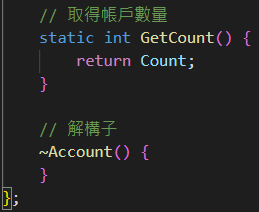 // 取得帳戶數量
static int GetCount() {
return Count;
}
// 解構子
~Account() {
}
};